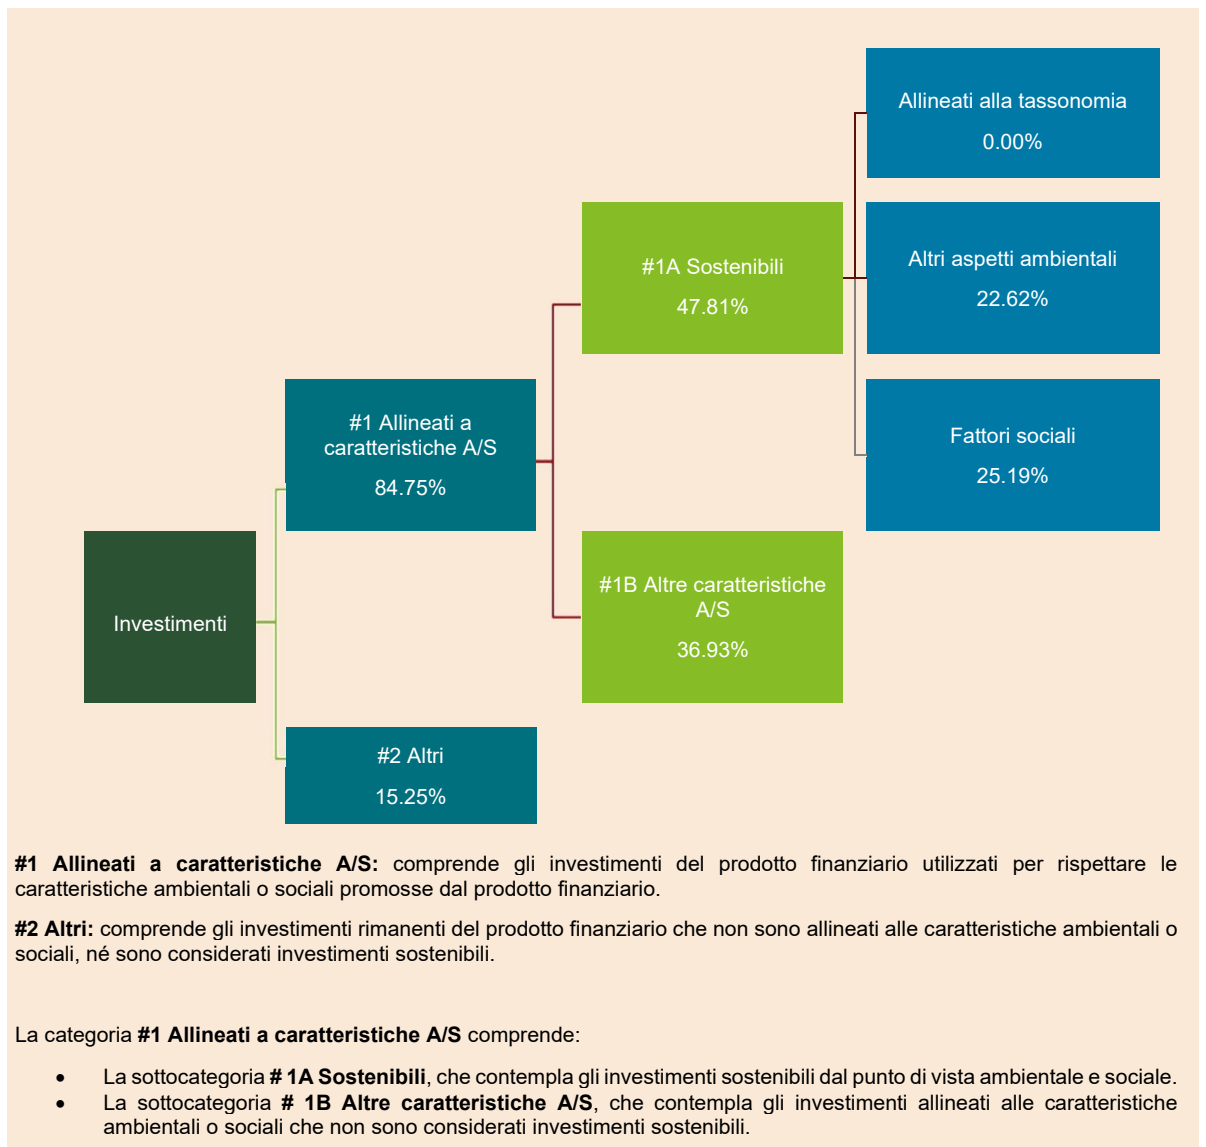 Allineati alla tassonomia
0.00%
#1A Sostenibili
47.81%
Altri aspetti ambientali
22.62%
#1 Allineati a
caratteristiche A/S
84.75%
Fattori sociali
25.19%
Investimenti
#1B Altre caratteristiche
A/S
36.93%
#2 Altri
15.25%
#1 Allineati a caratteristiche A/S: comprende gli investimenti del prodotto finanziario utilizzati per rispettare le
caratteristiche ambientali o sociali promosse dal prodotto finanziario.
#2 Altri: comprende gli investimenti rimanenti del prodotto finanziario che non sono allineati alle caratteristiche ambientali o
sociali, né sono considerati investimenti sostenibili.
La categoria #1 Allineati a caratteristiche A/S comprende:
• La sottocategoria # 1A Sostenibili, che contempla gli investimenti sostenibili dal punto di vista ambientale e sociale.
• La sottocategoria # 1B Altre caratteristiche A/S, che contempla gli investimenti allineati alle caratteristiche
ambientali o sociali che non sono considerati investimenti sostenibili.